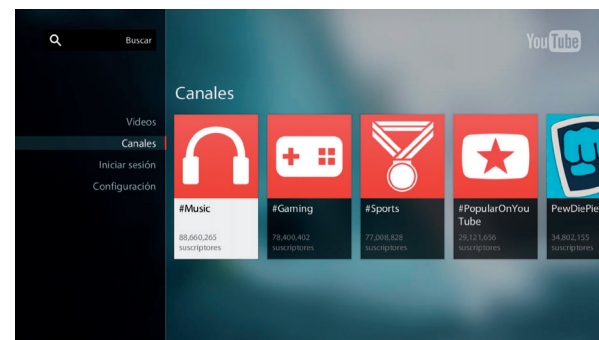 Buscar
YouTube
Canales
Videos
Canales
Iniciar sesión
Configuración
#Music
88,660,265
suscriptores
#Gaming
78,400,402
suscriptores
#Sports
77,008,828
suscriptores
#PopularOnYou
Tube
29,121,656
suscriptores
PewDiePie
34,802,155
suscriptores